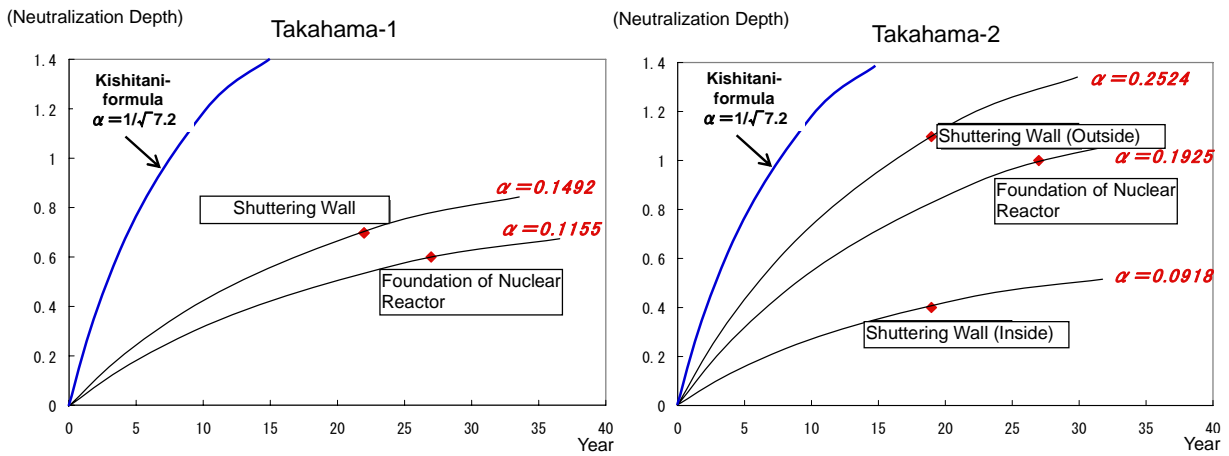 (Neutralization Depth)
Takahama-1
1.4
1.2
1
0.8
0.6
0.4
0.2
0
Kishitani-
formula
α=1/√7.2
α=0.1492
Shuttering Wall
α=0.1155
Foundation of Nuclear
Reactor
0 5 10 15 20 25 30 35 40
Year
(Neutralization Depth)
Takahama-2
1.4
1.2
1
0.8
0.6
0.4
0.2
0
Kishitani-
formula
α=1/√7.2
α=0.2524
Shuttering Wall (Outside)
α=0.1925
Foundation of Nuclear
Reactor
α=0.0918
Shuttering Wall (Inside)
0 5 10 15 20 25 30 35 40
Year